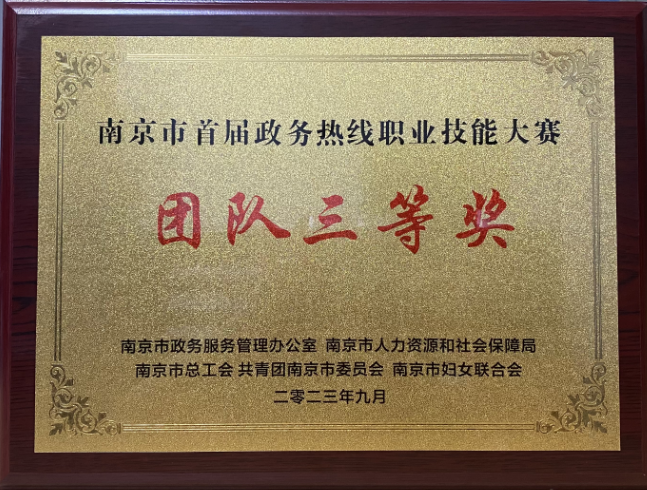 南京市首届政务热线职业技能大赛
团队三等奖
南京市政务服务管理办公室 南京市人力资源和社会保障局
南京市总工会 共青团南京市委员会 南京市妇女联合会
二零二三年九月